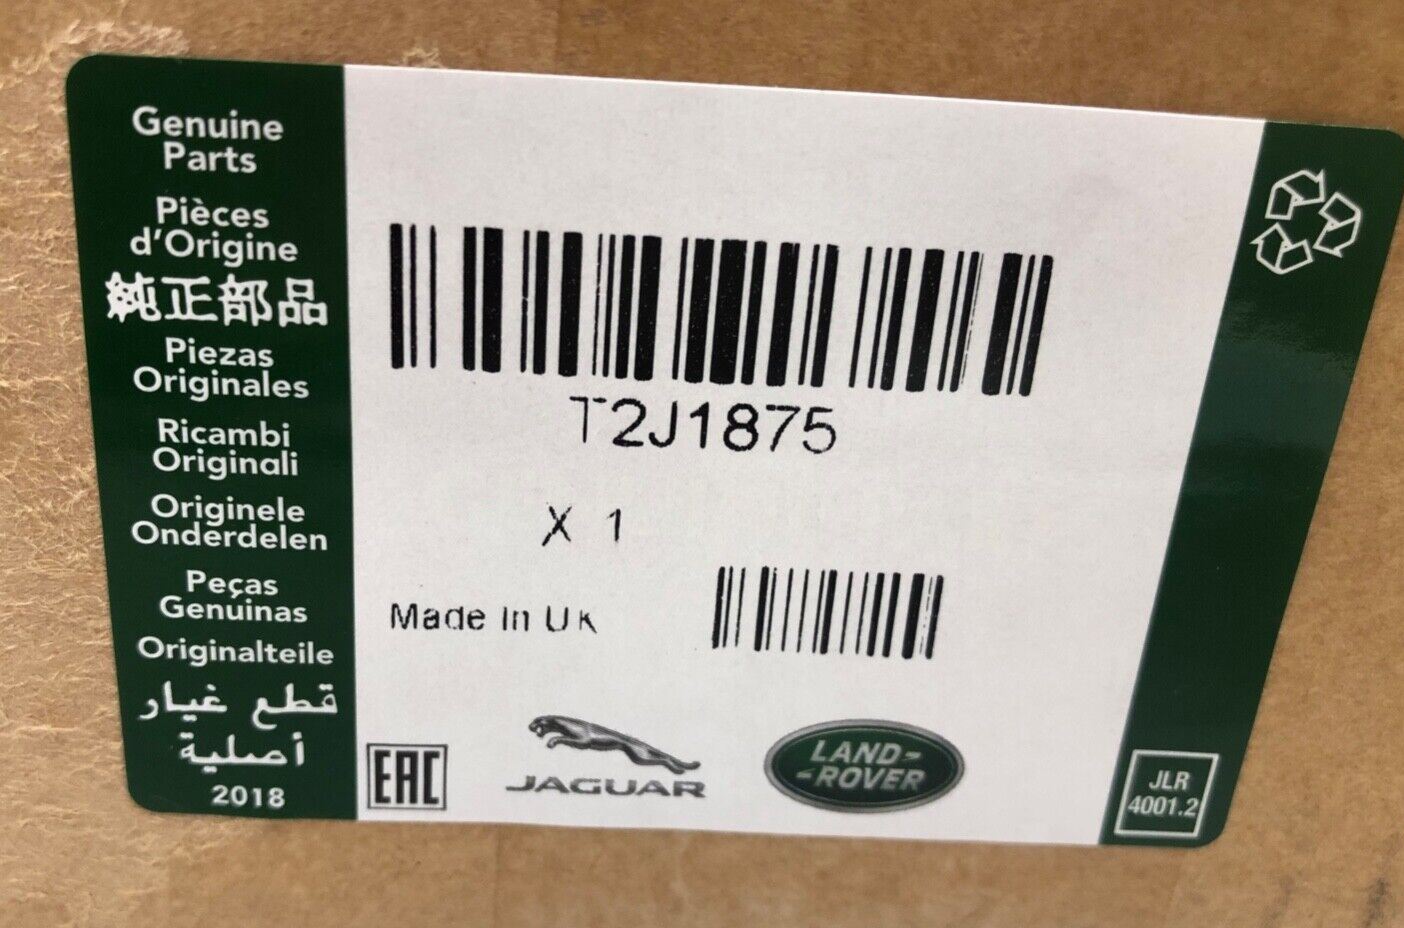 Genuine
Parts
Pièces
d'Origine
純正部品
Piezas
Originales
Ricambi
Originali
Originele
Onderdelen
Peças
Genuinas
Originalteile
قطع غيار
أصلية
2018
T2J1875
X 1
Made In UK
EAC
JAGUAR
LAND-
-ROVER
JLR
4001.2